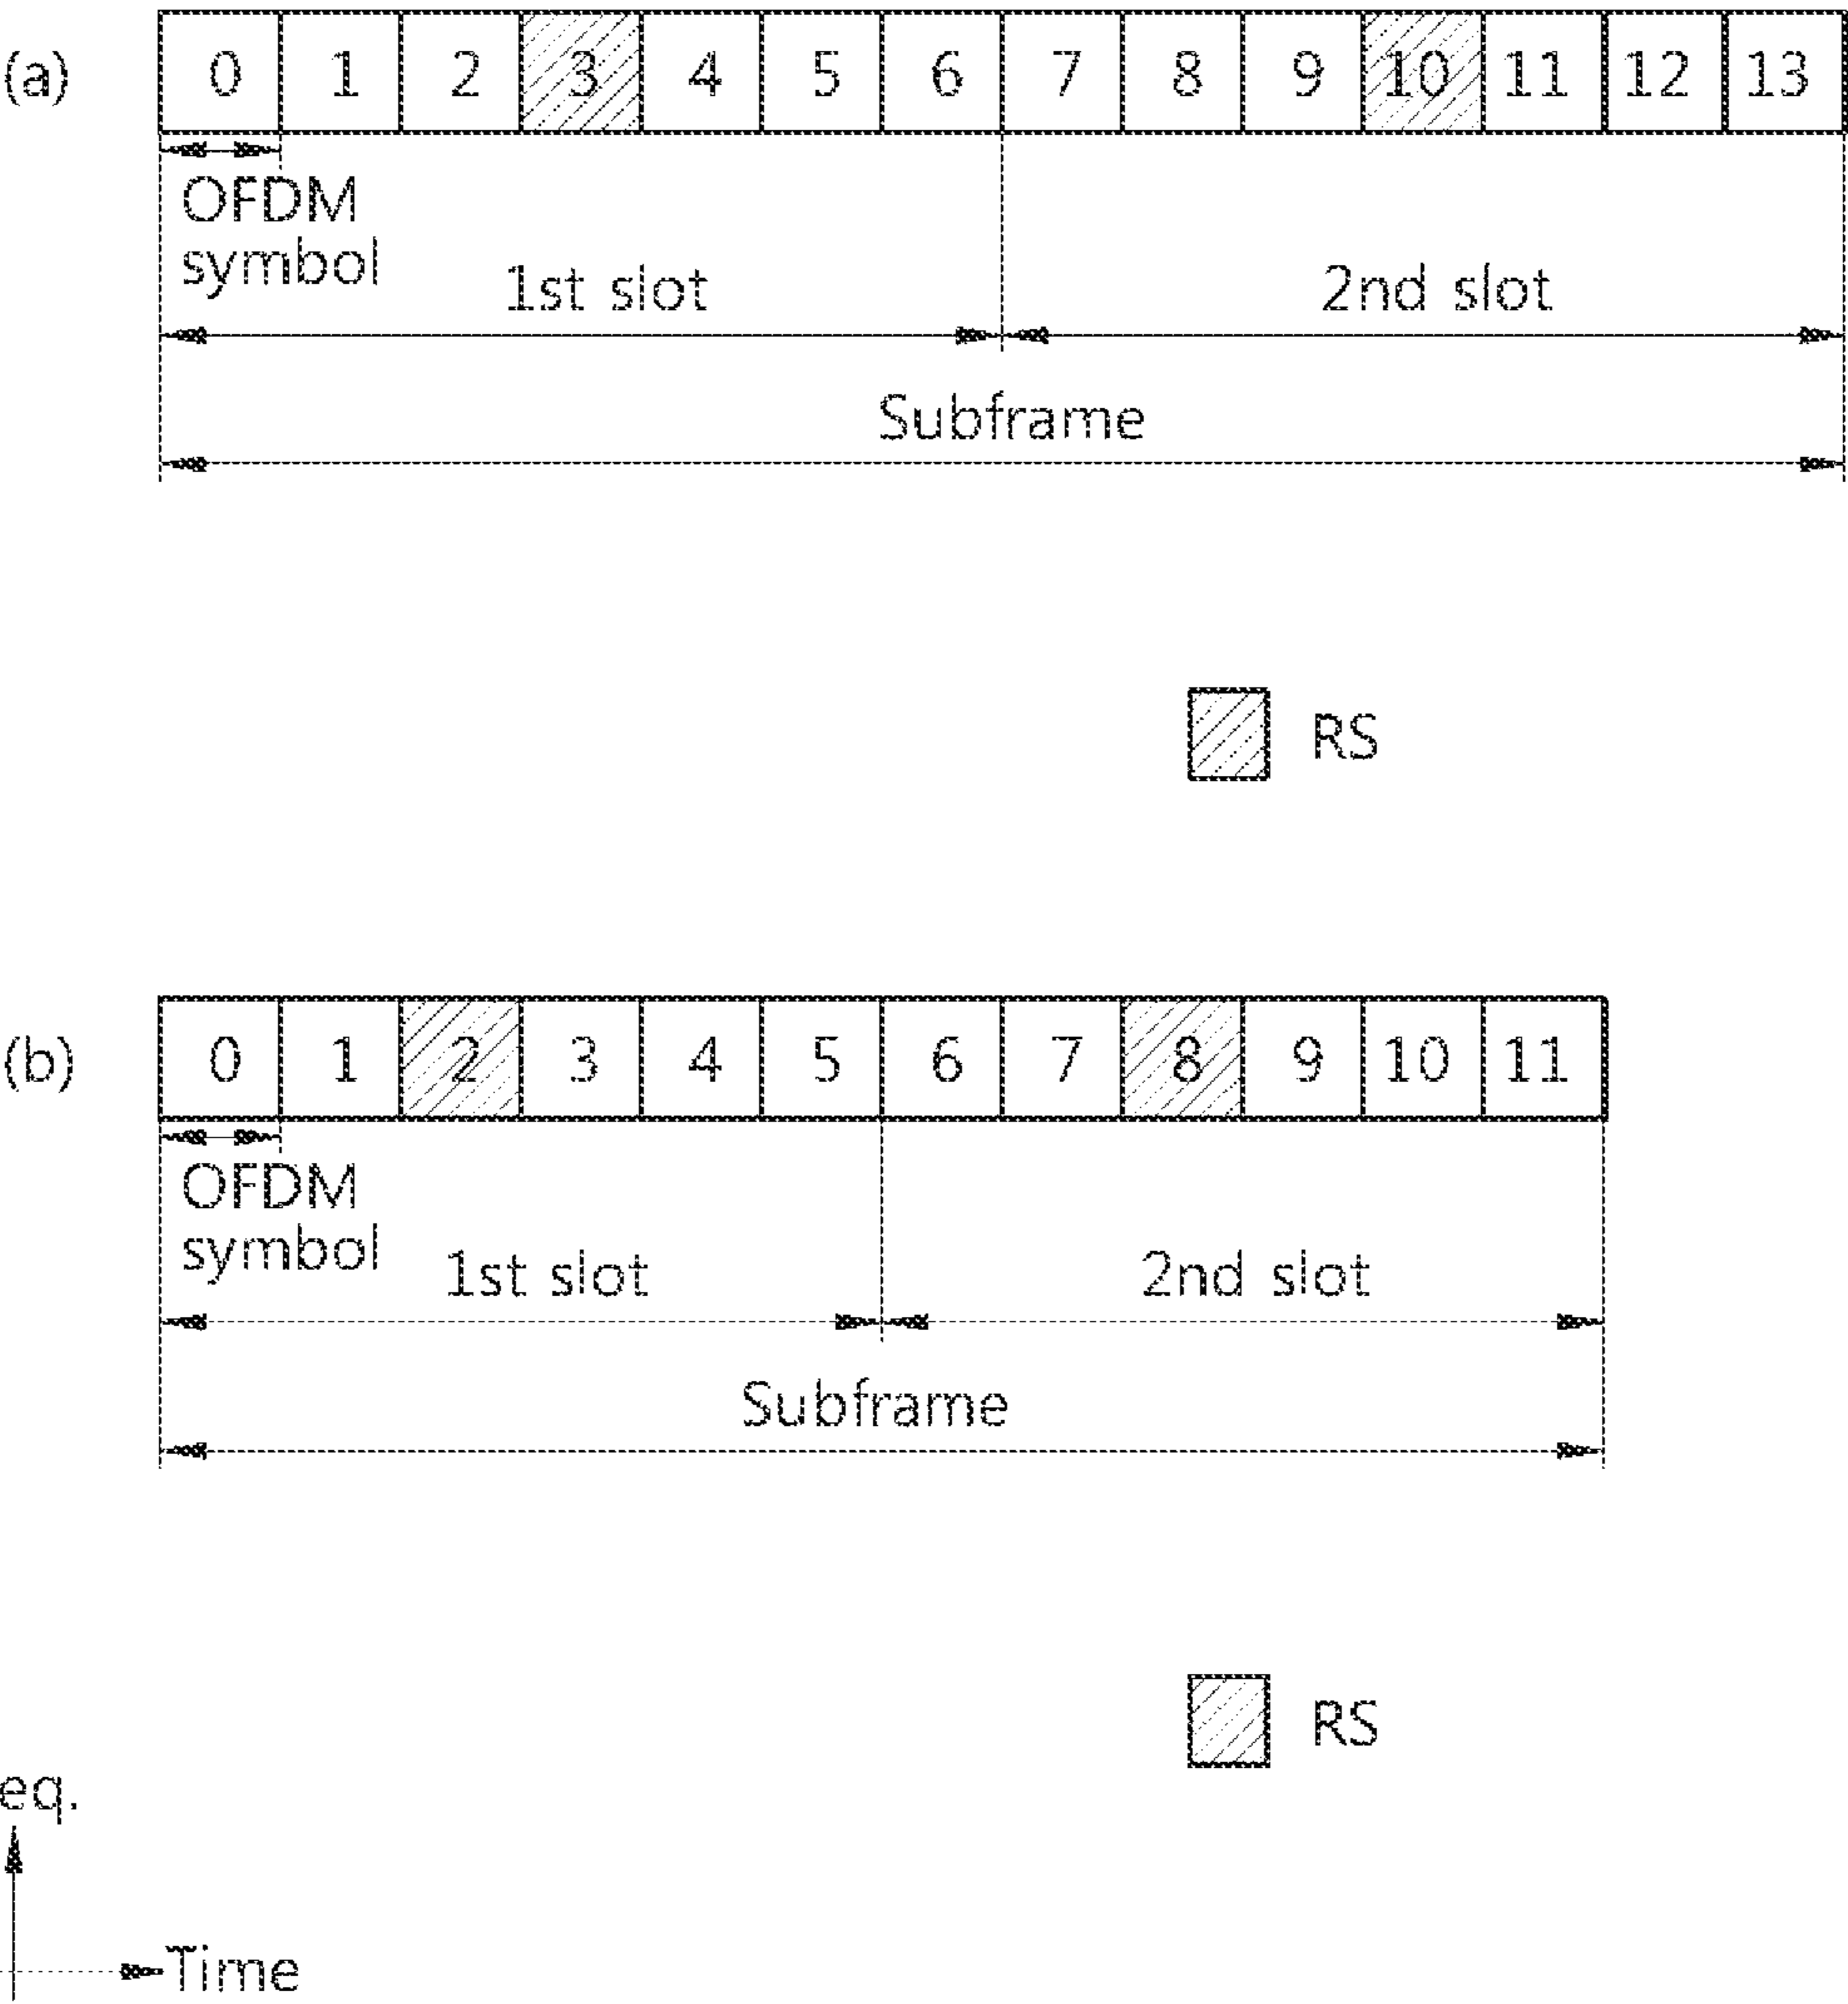 (a) 0 1 2 3 4 5 6 7 8 9 10 11 12 13
OFDM
symbol
1st slot 2nd slot
Subframe
RS
(b) 0 1 2 3 4 5 6 7 8 9 10 11
OFDM
symbol
1st slot 2nd slot
Subframe
RS
eq.
Time